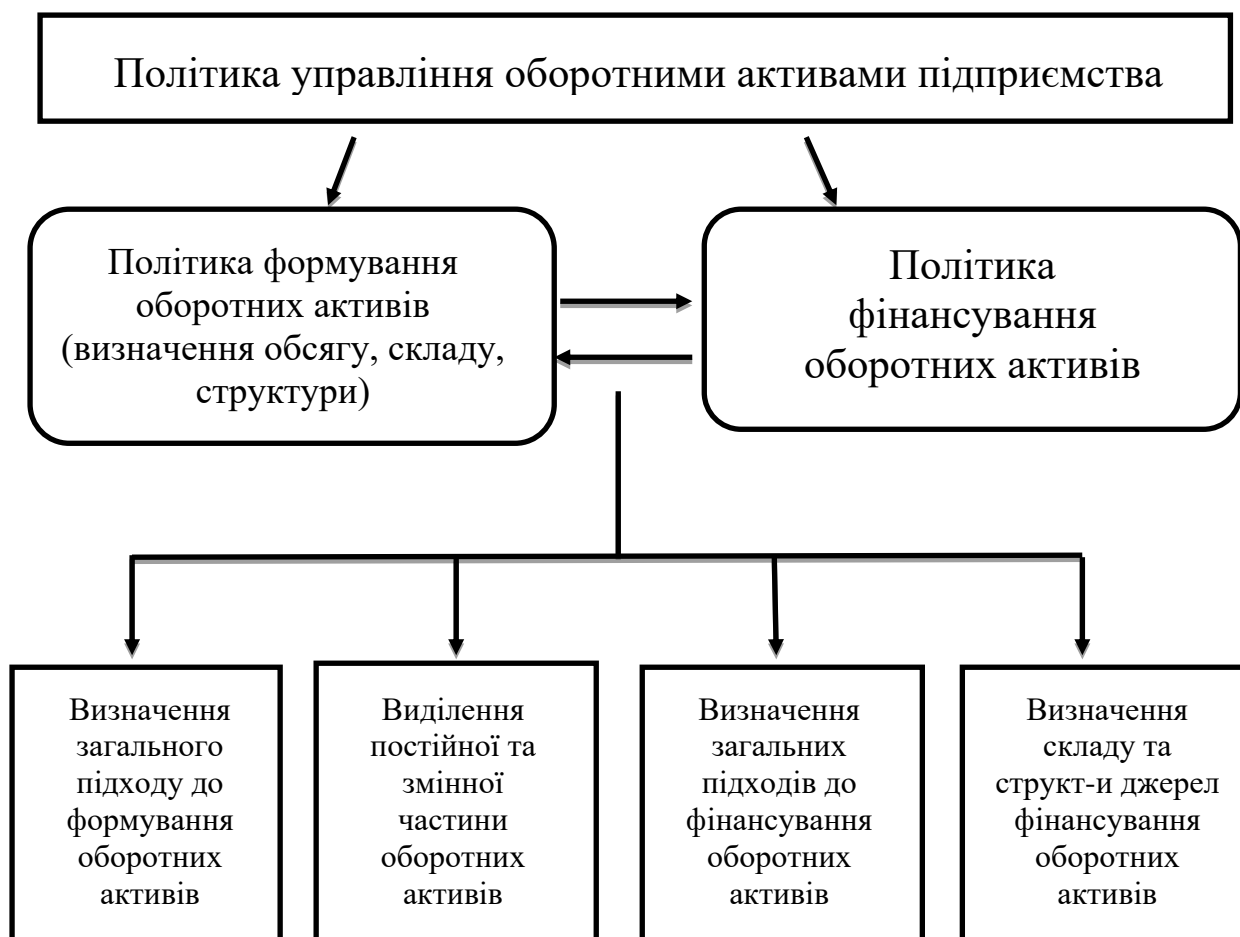 Політика управління оборотними активами підприємства
Політика формування
оборотних активів
(визначення обсягу, складу,
структури)
Політика
фінансування
оборотних активів
Визначення
загального
підходу до
формування
оборотних
активів
Виділення
постійної та
змінної
частини
оборотних
активів
Визначення
загальних
підходів до
фінансування
оборотних
активів
Визначення
складу та
структ-и джерел
фінансування
оборотних
активів